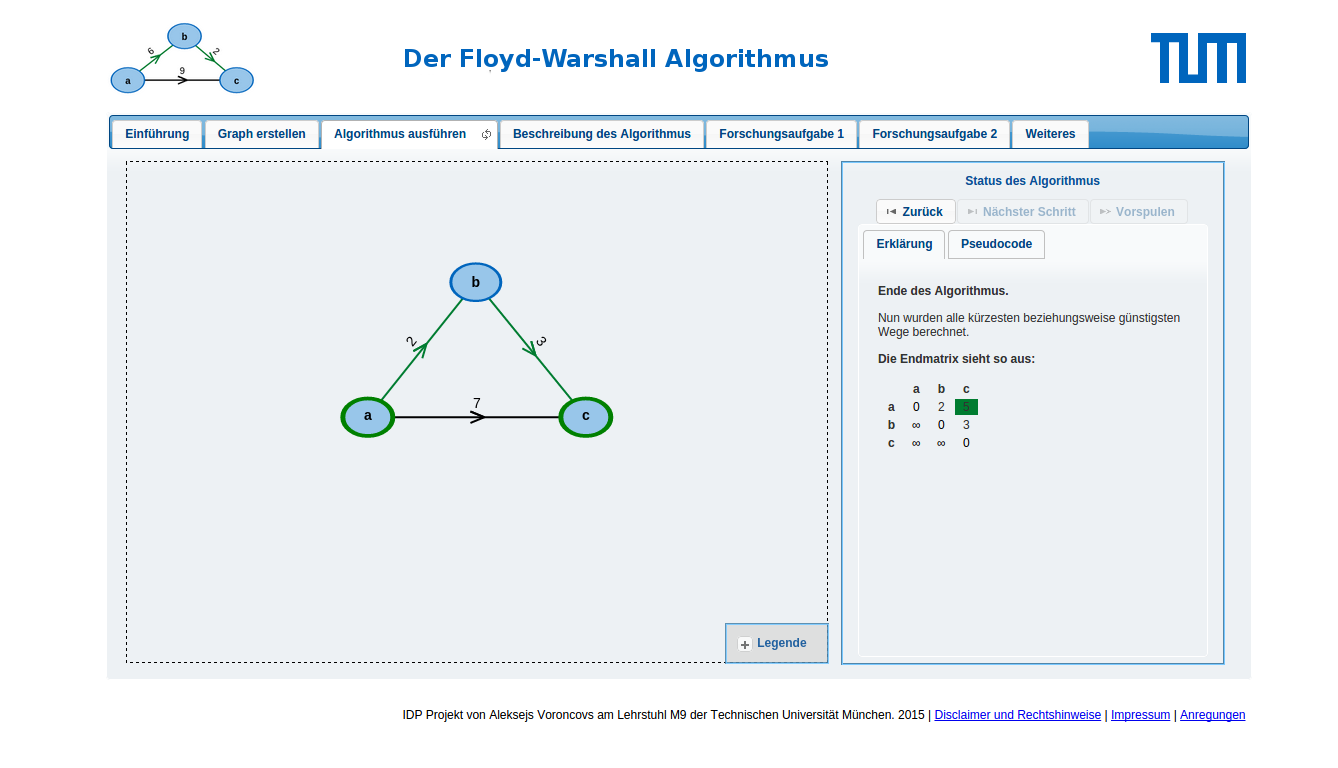 b
6
2
9
a
c
Der Floyd-Warshall Algorithmus
TUM
Einführung
Graph erstellen
Algorithmus ausführen
Beschreibung des Algorithmus
Forschungsaufgabe 1
Forschungsaufgabe 2
Weiteres
b
2
3
7
a
c
Legende
Status des Algorithmus
Zurück
Nächster Schritt
Vorspulen
Erklärung
Pseudocode
Ende des Algorithmus.
Nun wurden alle kürzesten beziehungsweise günstigsten
Wege berechnet.
Die Endmatrix sieht so aus:
a b c
a 0 2 5
b ∞ 0 3
c ∞ ∞ 0
IDP Projekt von Aleksejs Voroncovs am Lehrstuhl M9 der Technischen Universität München. 2015 | Disclaimer und Rechtshinweise | Impressum | Anregungen